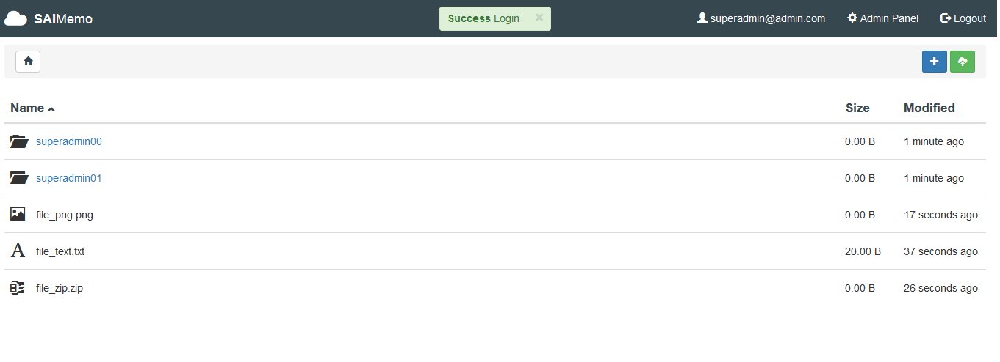 SAIMemo
Success Login ×
superadmin@admin.com Admin Panel Logout
Name Size Modified
superadmin00 0.00 B 1 minute ago
superadmin01 0.00 B 1 minute ago
file_png.png 0.00 B 17 seconds ago
file_text.txt 20.00 B 37 seconds ago
file_zip.zip 0.00 B 26 seconds ago